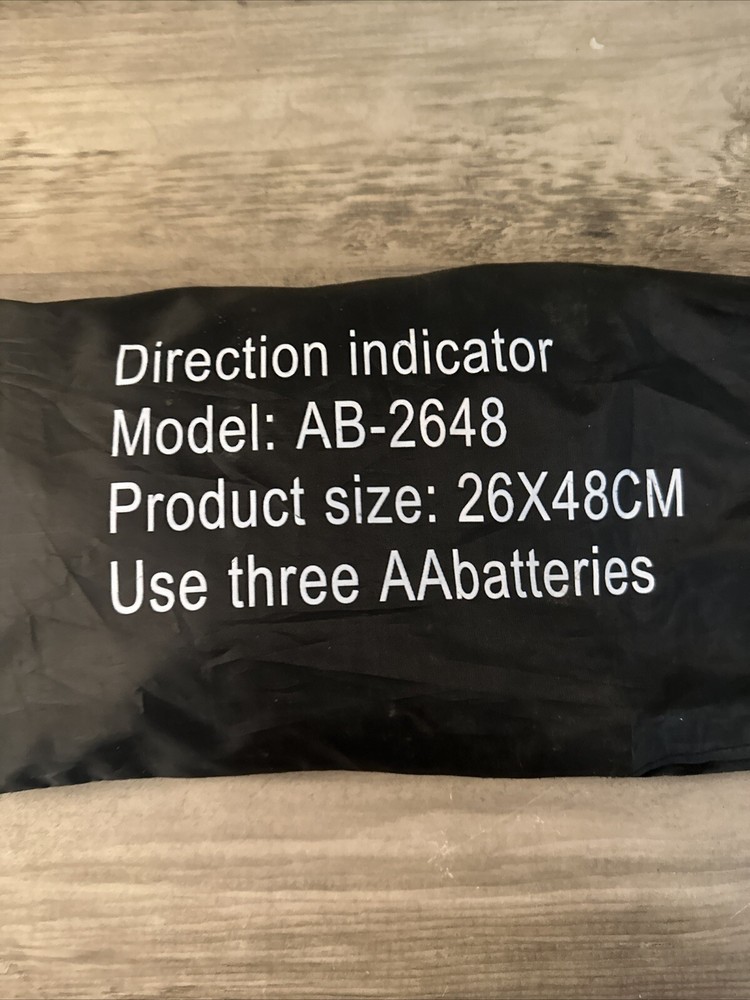 Direction indicator
Model: AB-2648
Product size: 26X48CM
Use three AAbatteries